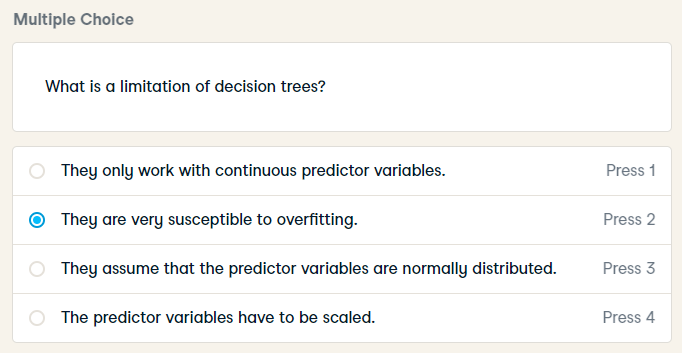 Multiple Choice
What is a limitation of decision trees?
They only work with continuous predictor variables. Press 1
They are very susceptible to overfitting. Press 2
They assume that the predictor variables are normally distributed. Press 3
The predictor variables have to be scaled. Press 4